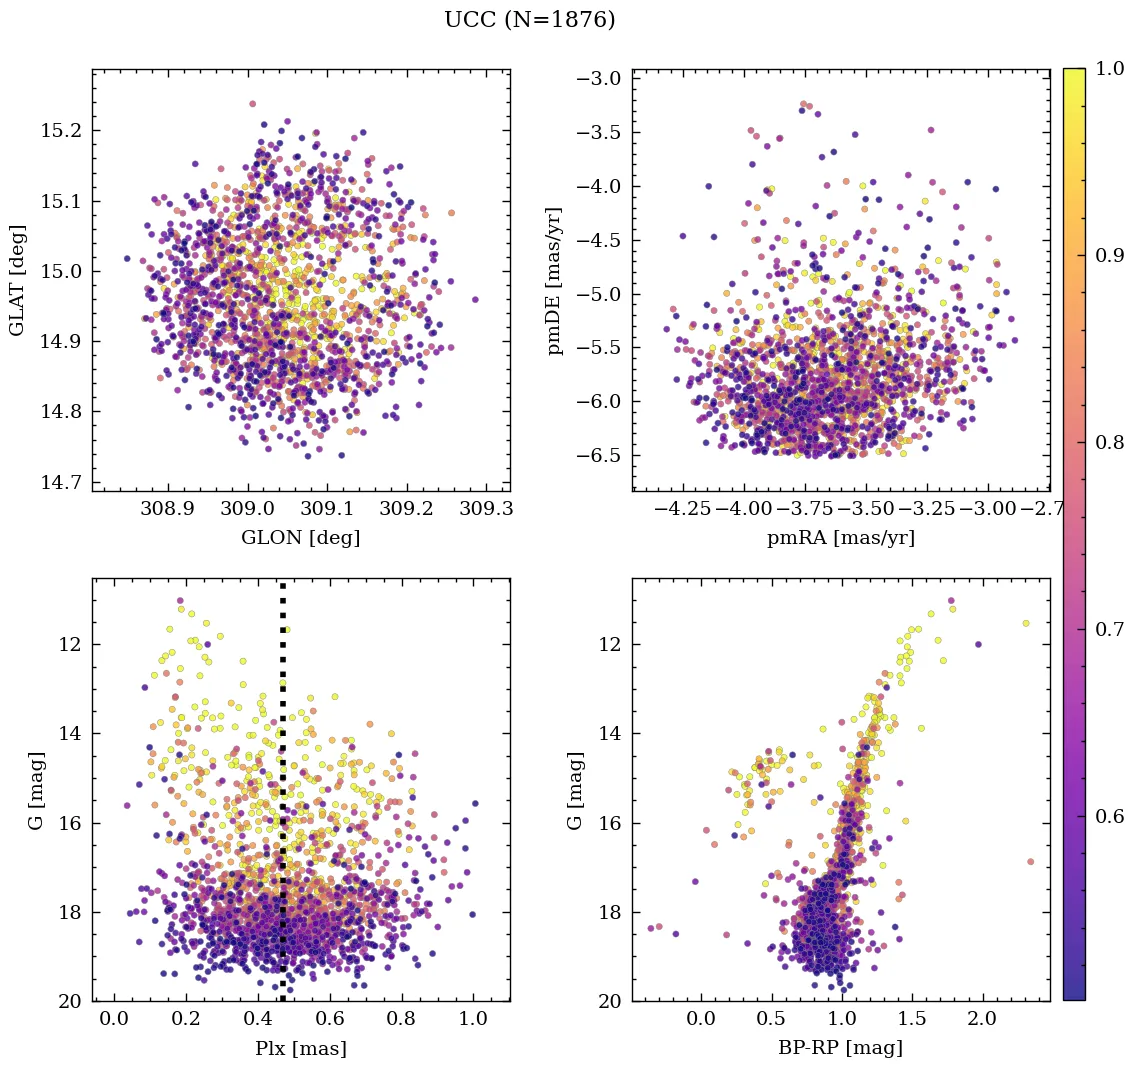 UCC (N=1876)
15.2
15.1
15.0
14.9
14.8
14.7
GLAT [deg]
308.9 309.0 309.1 309.2 309.3
GLON [deg]
−3.0
−3.5
−4.0
−4.5
−5.0
−5.5
−6.0
−6.5
pmDE [mas/yr]
−4.25 −4.00 −3.75 −3.50 −3.25 −3.00 −2.7
pmRA [mas/yr]
12
14
16
18
20
G [mag]
0.0 0.2 0.4 0.6 0.8 1.0
Plx [mas]
12
14
16
18
20
G [mag]
0.0 0.5 1.0 1.5 2.0
BP-RP [mag]
1.0
0.9
0.8
0.7
0.6